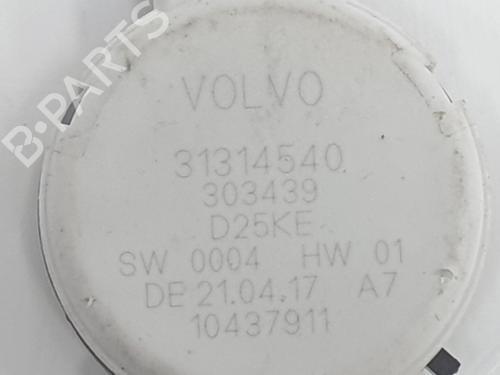 B-PARTS
VOLVO
31314540
303439
D25KE
SW 0004 HW 01
DE 21.04.17 A7
10437911